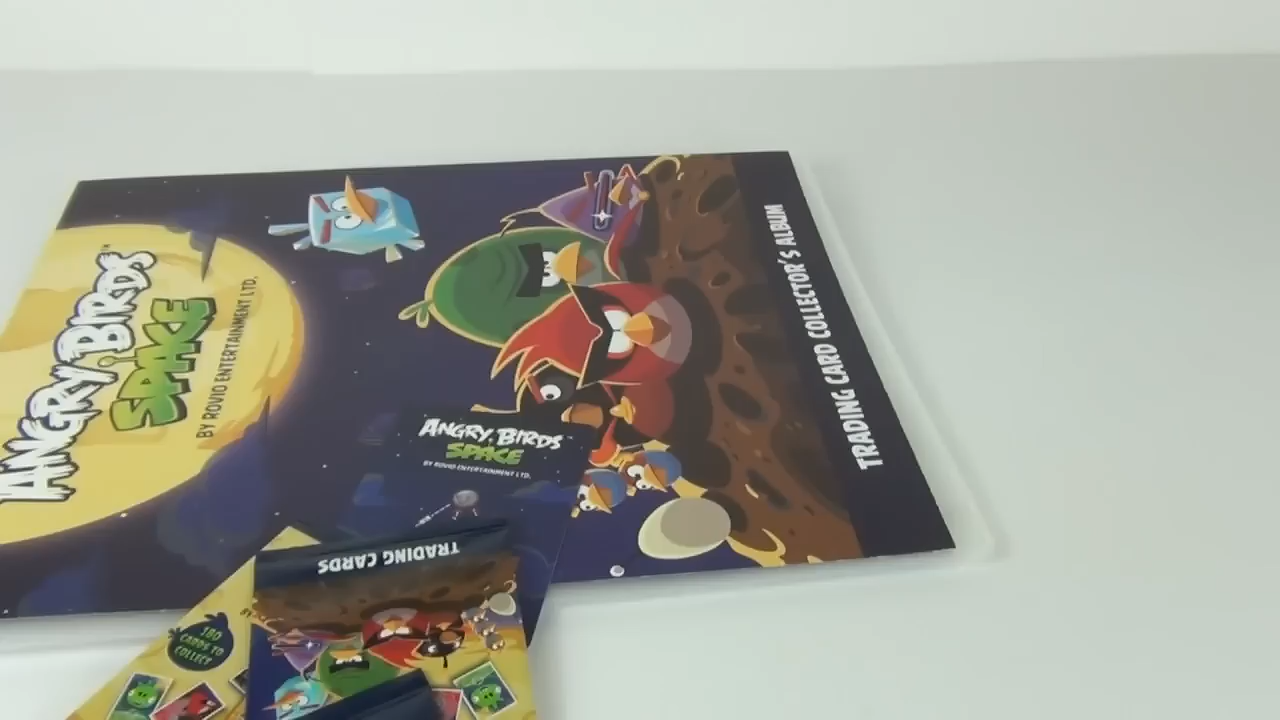 ANGRY BIRDS™
SPACE
BY ROVIO ENTERTAINMENT LTD.
TRADING CARD COLLECTOR'S ALBUM
ANGRY BIRDS
SPACE
BY ROVIO ENTERTAINMENT LTD.
TRADING CARDS
180
CARDS TO
COLLECT